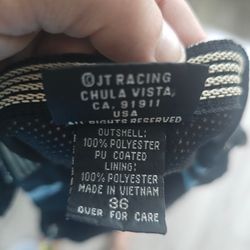 ©JT RACING
CHULA VISTA,
CA. 91911
USA
ALL RIGHTS RESERVED
OUTSHELL:
100% POLYESTER
PU COATED
LINING:
100% POLYESTER
MADE IN VIETNAM
36
OVER FOR CARE